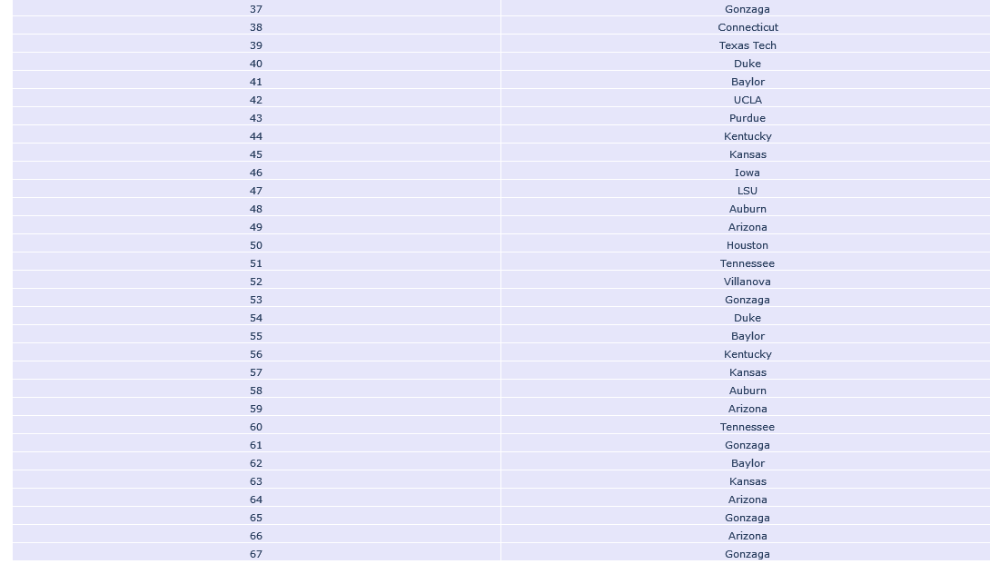 37 Gonzaga
38 Connecticut
39 Texas Tech
40 Duke
41 Baylor
42 UCLA
43 Purdue
44 Kentucky
45 Kansas
46 Iowa
47 LSU
48 Auburn
49 Arizona
50 Houston
51 Tennessee
52 Villanova
53 Gonzaga
54 Duke
55 Baylor
56 Kentucky
57 Kansas
58 Auburn
59 Arizona
60 Tennessee
61 Gonzaga
62 Baylor
63 Kansas
64 Arizona
65 Gonzaga
66 Arizona
67 Gonzaga